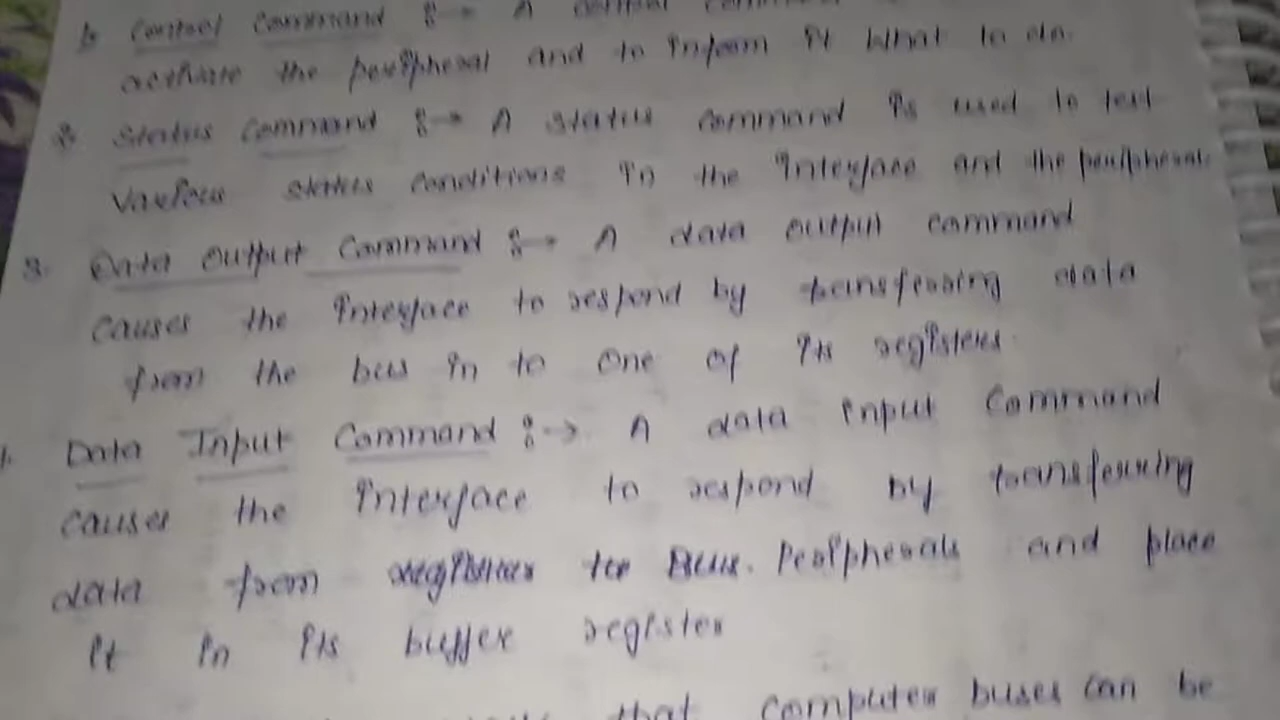 1. Control Command :→ A control
activate the peripheral and to inform it What to do.
2. Status Command :→ A status command is used to test
various status conditions in the interface and the peripheral.
3. Data output Command :→ A data output command
causes the interface to respond by transferring data
from the bus in to one of its registers.
Data Input Command :→ A data input Command
causes the interface to respond by transferring
data from registers to Bus. Peripherals and place
it in its buffer register
that computer buses can be